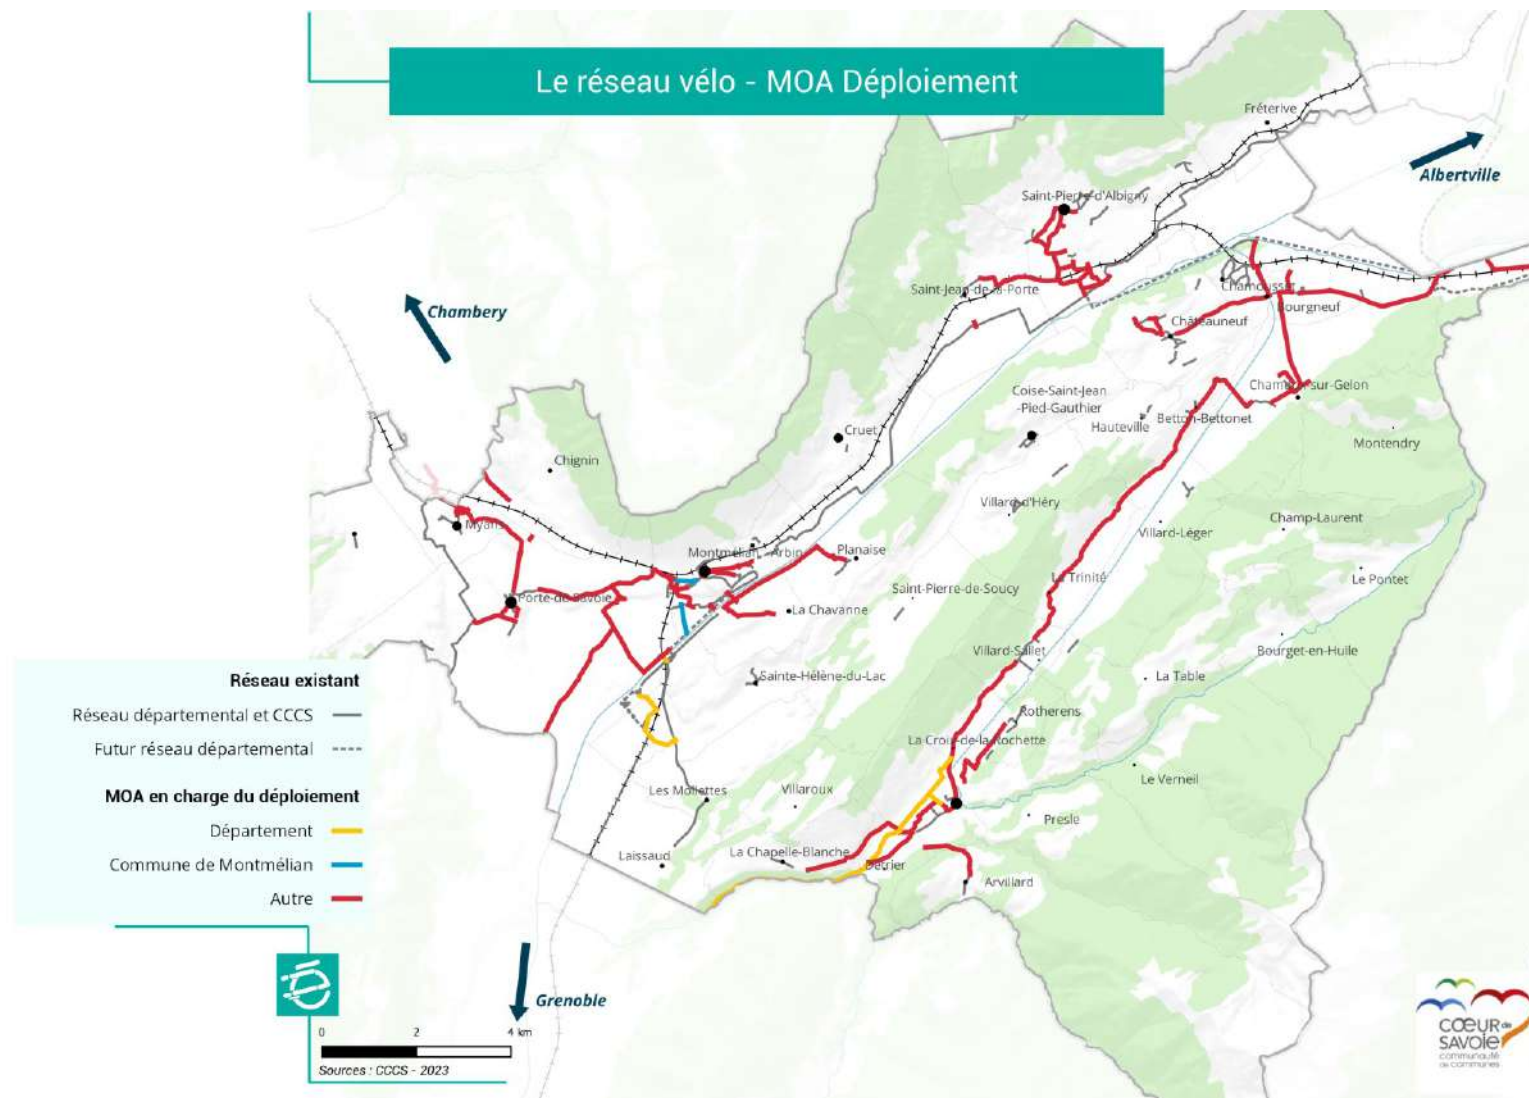 Le réseau vélo - MOA Déploiement
Fréterive
Albertville
Saint-Pierre-d'Albigny
Saint-Jean-de-la-Porte
Chamousset
Bourgneuf
Chambery
Châteauneuf
Coise-Saint-Jean
-Pied-Gauthier
Chamoux-sur-Gelon
Betton-Bettonet
Hauteville
Cruet
Montendry
Chignin
Villard-d'Héry
Champ-Laurent
Myans
Villard-Léger
Montmélian
Arbin
Planaise
La Trinité
Le Pontet
Saint-Pierre-de-Soucy
Porte-de-Savoie
La Chavanne
Villard-Sallet
Bourget-en-Huile
Sainte-Hélène-du-Lac
La Table
Rotherens
La Croix-de-la-Rochette
Le Verneil
Les Mollettes
Villaroux
Presle
La Chapelle-Blanche
Laissaud
Détrier
Arvillard
Réseau existant
Réseau départemental et CCCS
Futur réseau départemental
MOA en charge du déploiement
Département
Commune de Montmélian
Autre
Grenoble
0 2 4 km
Sources : CCCS - 2023
CŒUR de
SAVOIE
communauté
de communes